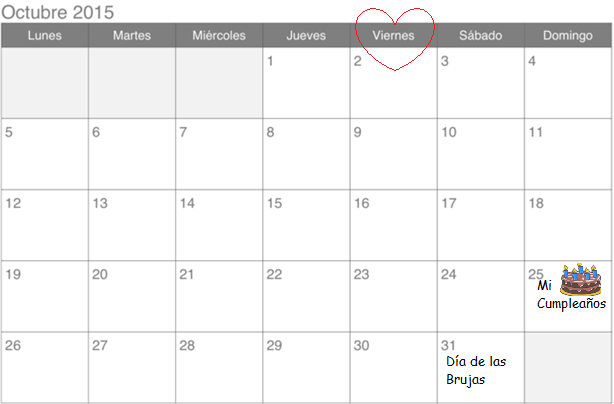 Octubre 2015
Lunes Martes Miércoles Jueves Viernes Sábado Domingo
1 2 3 4
5 6 7 8 9 10 11
12 13 14 15 16 17 18
19 20 21 22 23 24 25
Mi
Cumpleaños
26 27 28 29 30 31
Día de las
Brujas